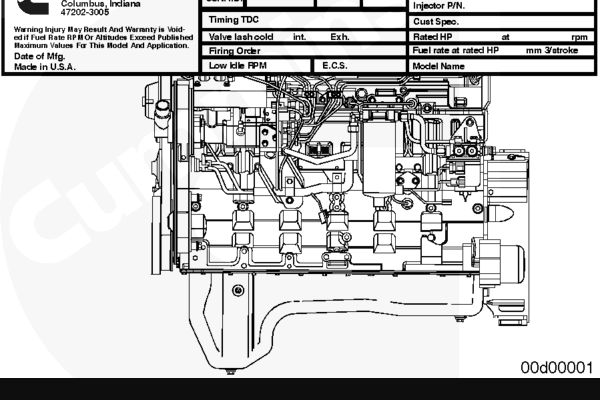 Columbus, Indiana
47202-3005
Warning Injury May Result And Warranty is Void-
ed if Fuel Rate RPM Or Altitudes Exceed Published
Maximum Values For This Model And Application.
Date of Mfg.
Made in U.S.A.
Timing TDC
Valve lash cold int. Exh.
Firing Order
Low Idle RPM E.C.S.
Injector P/N.
Cust Spec.
Rated HP at rpm
Fuel rate at rated HP mm 3/stroke
Model Name
00d00001